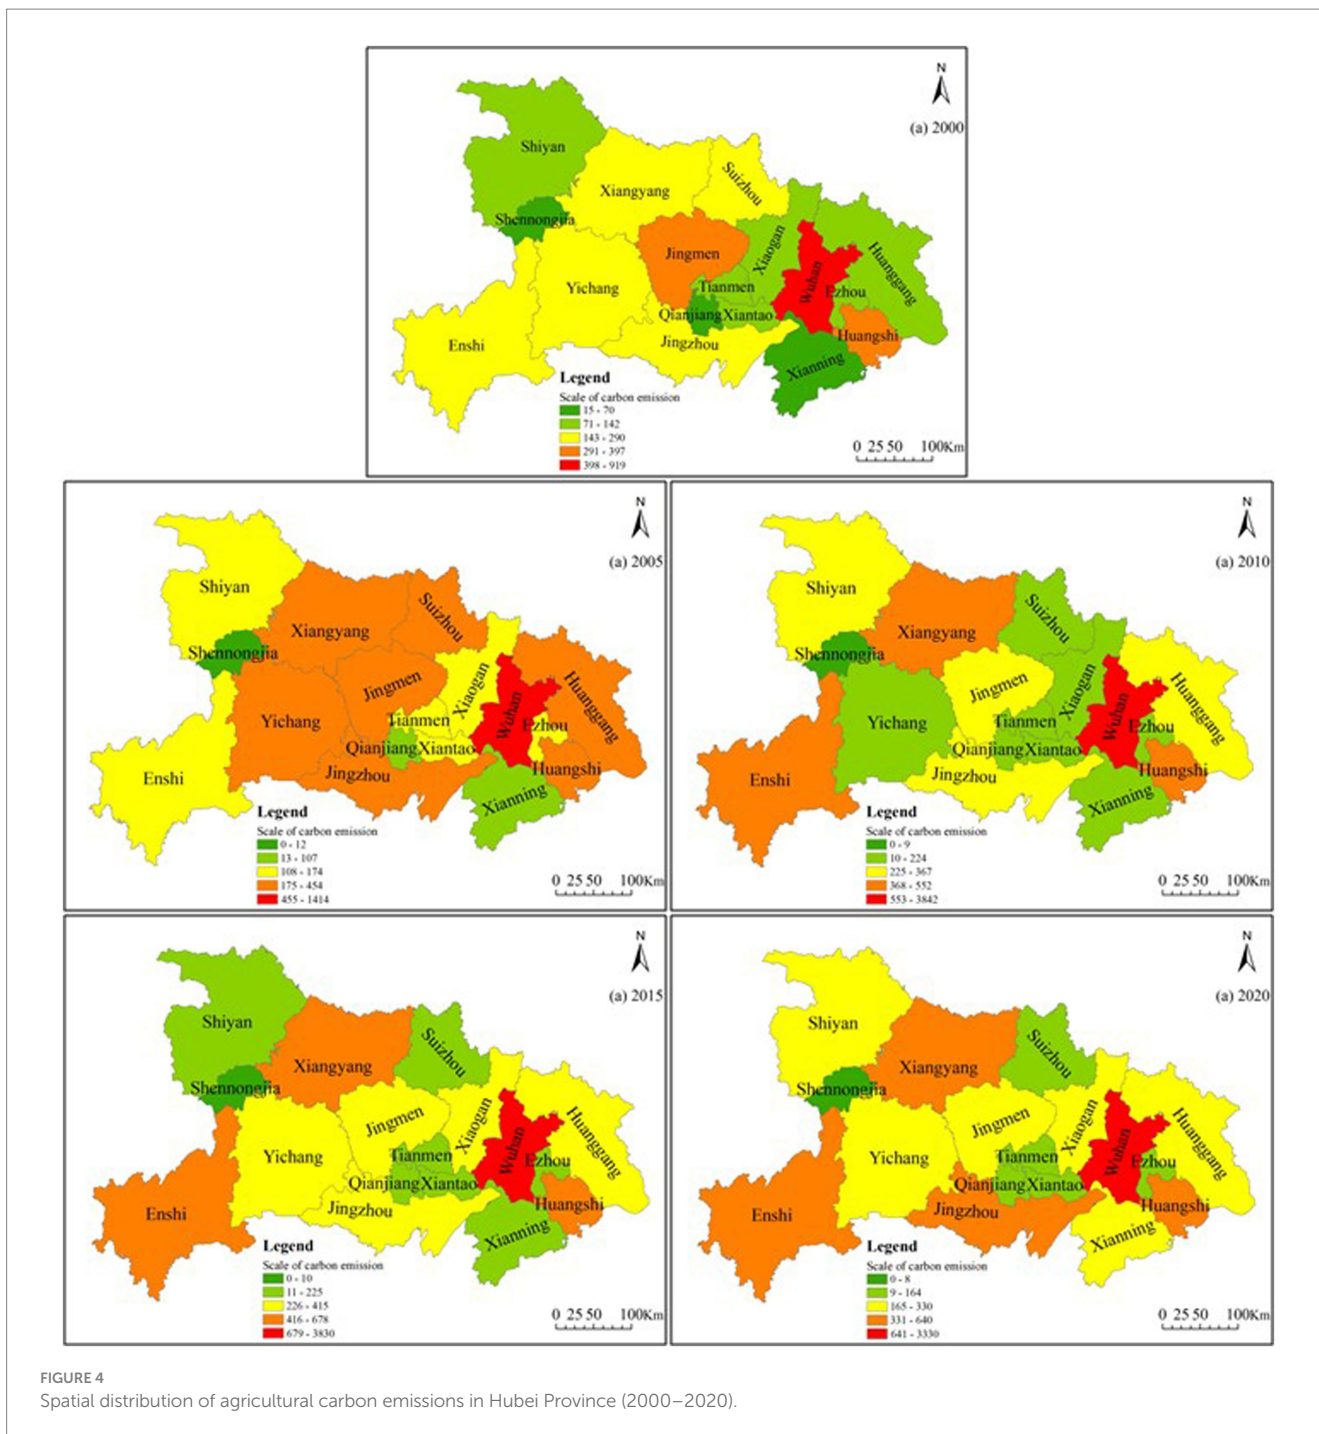 N
(a) 2000
Shiyan
Xiangyang
Suizhou
Shennongjia
Jingmen
Xiaogan
Huanggang
Yichang
Tianmen
Wuhan
Ezhou
Qianjiang
Xiantao
Huangshi
Enshi
Jingzhou
Xianning
Legend
Scale of carbon emission
15 - 70
71 - 142
143 - 290
291 - 397
398 - 919
0 25 50 100Km
N
(a) 2005
Shiyan
Xiangyang
Suizhou
Shennongjia
Jingmen
Xiaogan
Huanggang
Yichang
Tianmen
Wuhan
Ezhou
Qianjiang
Xiantao
Huangshi
Enshi
Jingzhou
Xianning
Legend
Scale of carbon emission
0 - 12
13 - 107
108 - 174
175 - 454
455 - 1414
0 25 50 100Km
N
(a) 2010
Shiyan
Xiangyang
Suizhou
Shennongjia
Jingmen
Xiaogan
Huanggang
Yichang
Tianmen
Wuhan
Ezhou
Qianjiang
Xiantao
Huangshi
Enshi
Jingzhou
Xianning
Legend
Scale of carbon emission
0 - 9
10 - 224
225 - 367
368 - 552
553 - 3842
0 25 50 100Km
N
(a) 2015
Shiyan
Xiangyang
Suizhou
Shennongjia
Jingmen
Xiaogan
Huanggang
Yichang
Tianmen
Wuhan
Ezhou
Qianjiang
Xiantao
Huangshi
Enshi
Jingzhou
Xianning
Legend
Scale of carbon emission
0 - 10
11 - 225
226 - 415
416 - 678
679 - 3830
0 25 50 100Km
N
(a) 2020
Shiyan
Xiangyang
Suizhou
Shennongjia
Jingmen
Xiaogan
Huanggang
Yichang
Tianmen
Wuhan
Ezhou
Qianjiang
Xiantao
Huangshi
Enshi
Jingzhou
Xianning
Legend
Scale of carbon emission
0 - 8
9 - 164
165 - 330
331 - 640
641 - 3330
0 25 50 100Km
FIGURE 4
Spatial distribution of agricultural carbon emissions in Hubei Province (2000–2020).